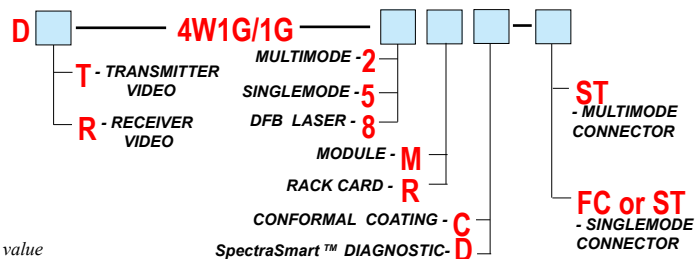 D — 4W1G/1G — —
T - TRANSMITTER
VIDEO
R - RECEIVER
VIDEO
MULTIMODE - 2
SINGLEMODE - 5
DFB LASER - 8
MODULE - M
RACK CARD - R
CONFORMAL COATING - C
SpectraSmart ™ DIAGNOSTIC- D
ST
- MULTIMODE
CONNECTOR
FC or ST
- SINGLEMODE
CONNECTOR
value